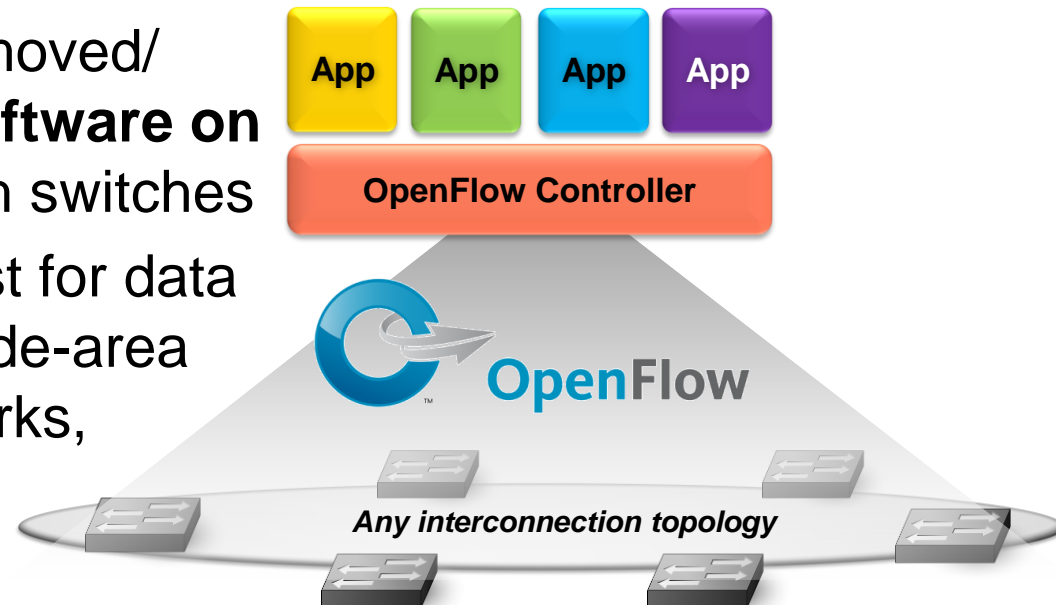 noved/
ftware on
n switches
st for data
de-area
rks,
App App App App
OpenFlow Controller
OpenFlow
TM
Any interconnection topology